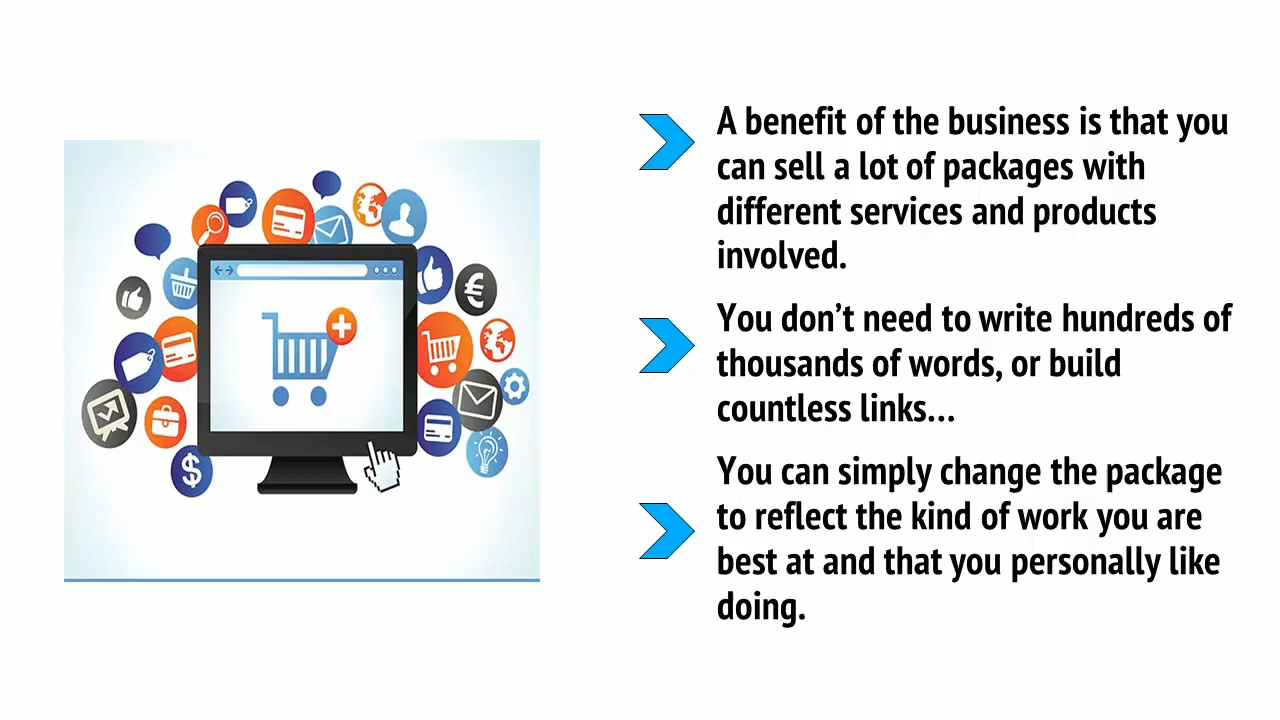 A benefit of the business is that you
can sell a lot of packages with
different services and products
involved.
You don’t need to write hundreds of
thousands of words, or build
countless links…
You can simply change the package
to reflect the kind of work you are
best at and that you personally like
doing.